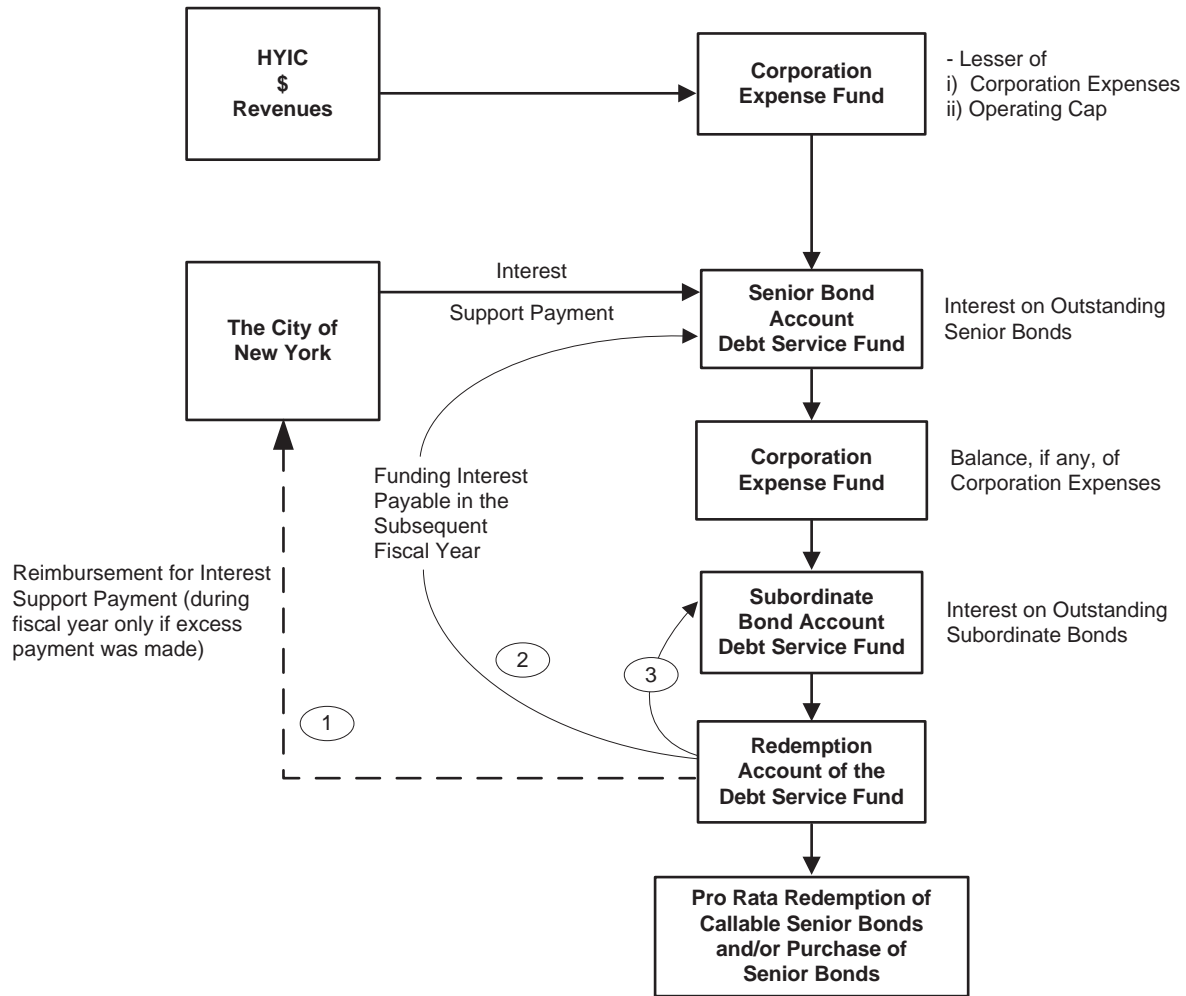 HYIC
$
Revenues
Corporation
Expense Fund
- Lesser of
i) Corporation Expenses
ii) Operating Cap
The City of
New York
Interest
Support Payment
Senior Bond
Account
Debt Service Fund
Interest on Outstanding
Senior Bonds
Corporation
Expense Fund
Balance, if any, of
Corporation Expenses
Funding Interest
Payable in the
Subsequent
Fiscal Year
Reimbursement for Interest
Support Payment (during
fiscal year only if excess
payment was made)
Subordinate
Bond Account
Debt Service Fund
Interest on Outstanding
Subordinate Bonds
2
3
1
Redemption
Account of the
Debt Service Fund
Pro Rata Redemption of
Callable Senior Bonds
and/or Purchase of
Senior Bonds